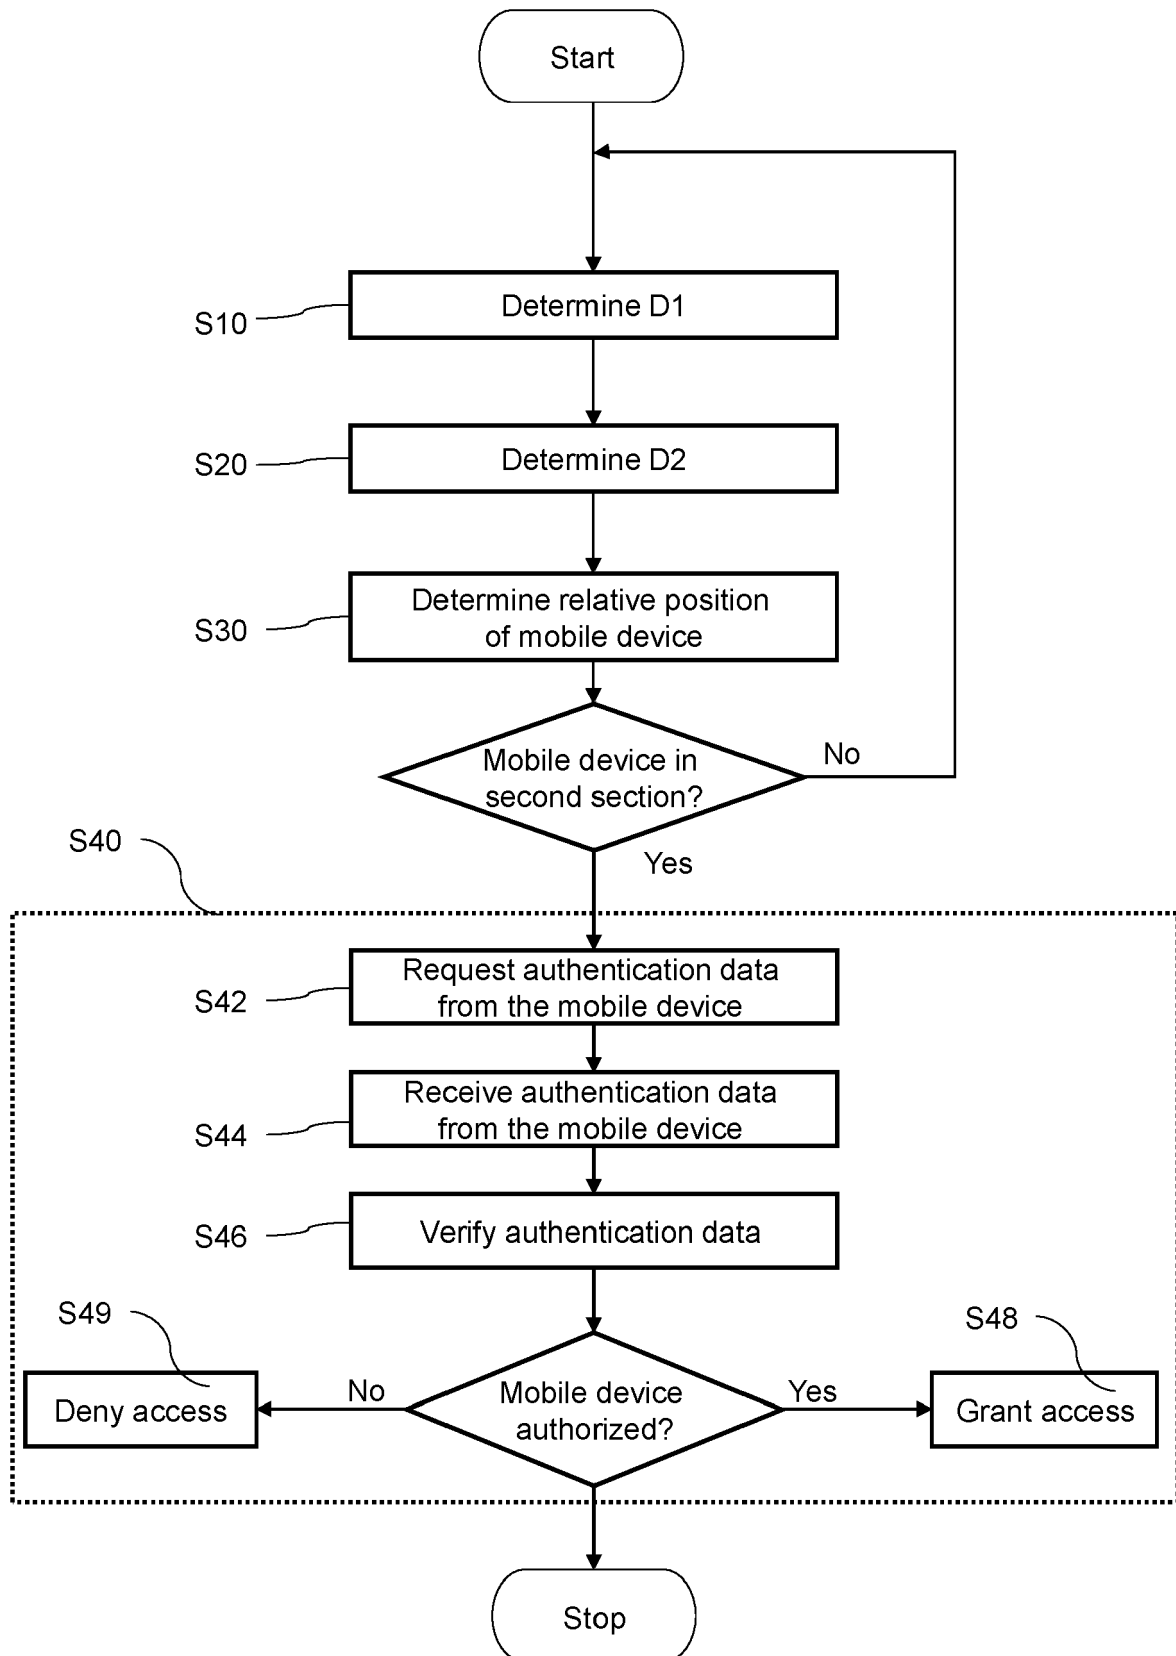 Start
Determine D1
S10
Determine D2
S20
Determine relative position
of mobile device
S30
Mobile device in
second section?
No
Yes
S40
Request authentication data
from the mobile device
S42
Receive authentication data
from the mobile device
S44
Verify authentication data
S46
S49
S48
Deny access
No
Mobile device
authorized?
Yes
Grant access
Stop